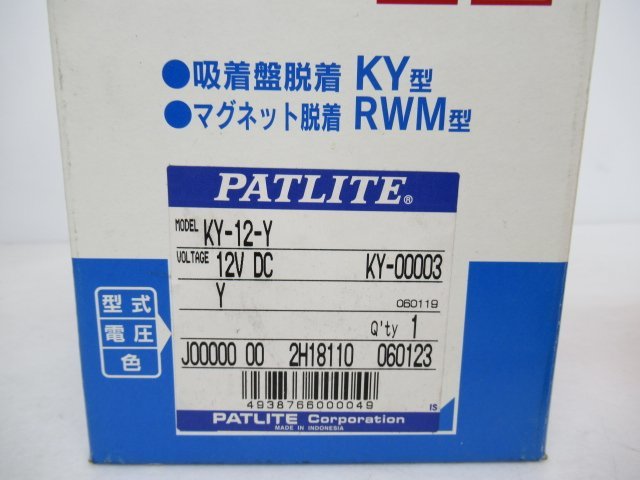 ●吸着盤脱着 KY型
●マグネット脱着 RWM型
PATLITE®
MODEL KY-12-Y
VOLTAGE 12V DC KY-00003
Y 060119
Q'ty 1
型式
電圧
色
J00000 00 2H18110 060123
4938766000049
IS
PATLITE Corporation
MADE IN INDONESIA